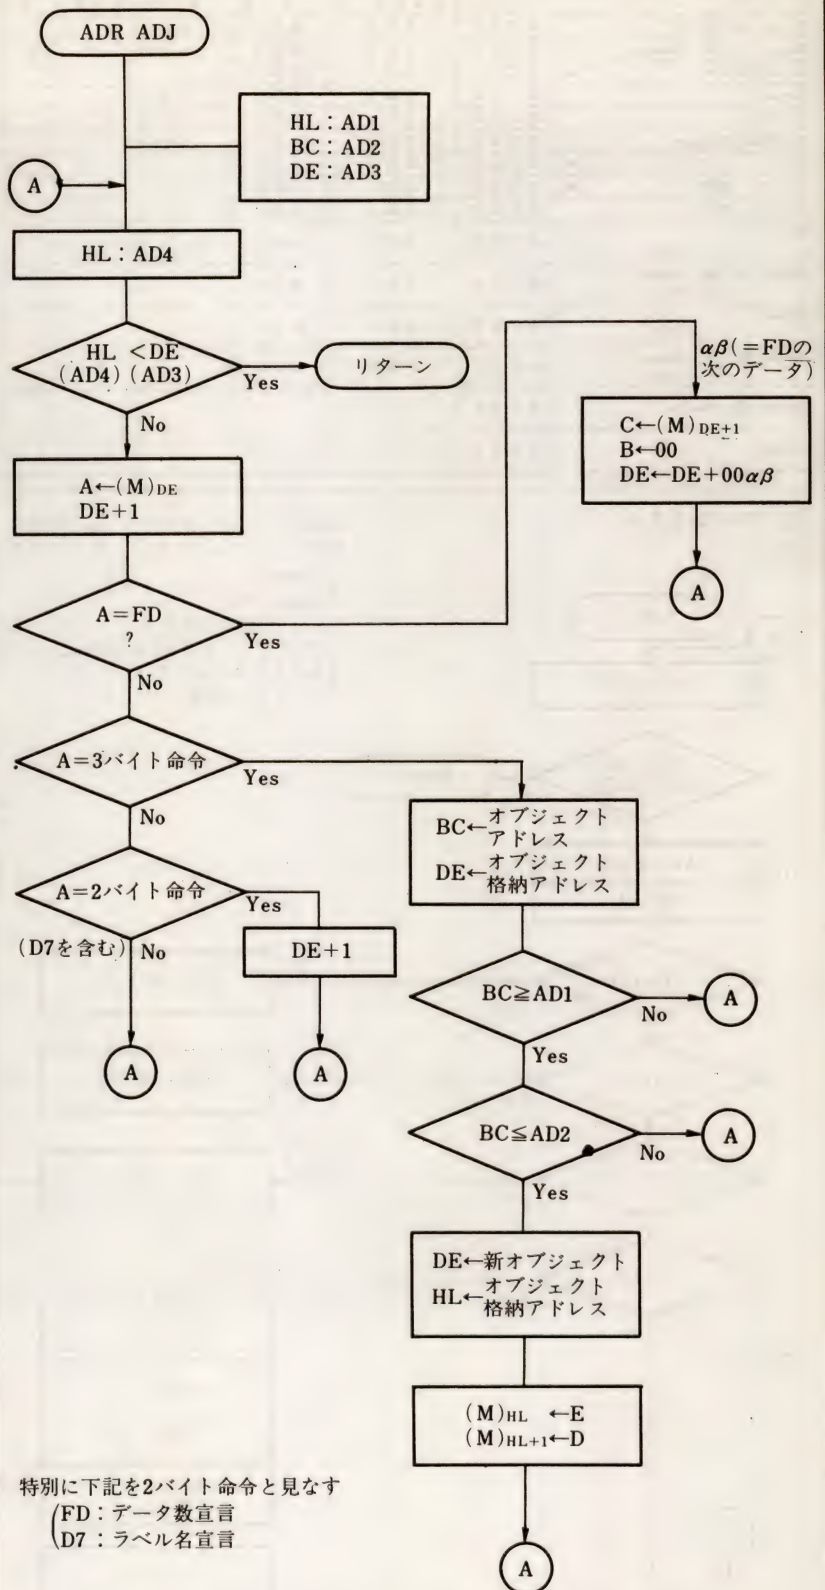 ADR ADJ
HL：AD1
BC：AD2
DE：AD3
A
HL：AD4
HL ＜DE
(AD4) (AD3)
Yes
リターン
No
αβ(＝FDの
次のデータ)
C←(M)DE+1
B←00
DE←DE+00αβ
A
A←(M)DE
DE+1
A＝FD
?
Yes
No
A＝3バイト命令
Yes
No
BC←オブジェクト
アドレス
DE←オブジェクト
格納アドレス
A＝2バイト命令
Yes
(D7を含む) No
DE+1
A
A
BC≧AD1
No
A
Yes
BC≦AD2
No
A
Yes
DE←新オブジェクト
HL←オブジェクト
格納アドレス
(M)HL ←E
(M)HL+1←D
A
特別に下記を2バイト命令と見なす
(FD：データ数宣言
D7：ラベル名宣言